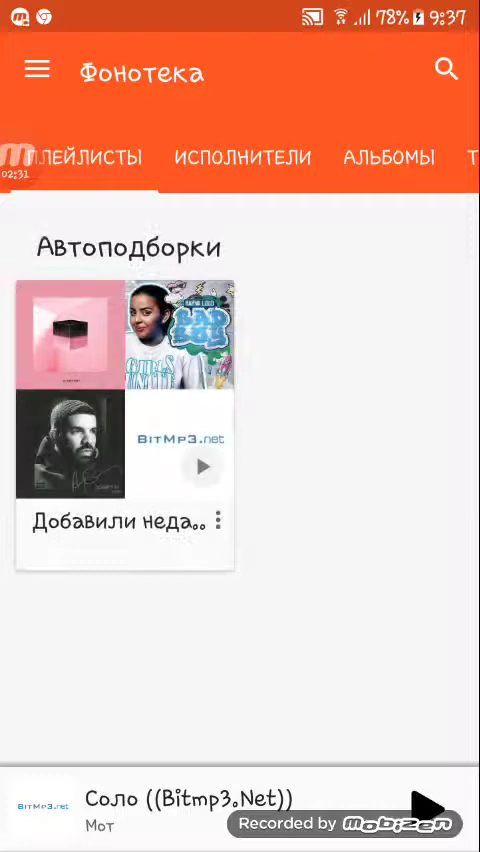 78% 9:37
Фонотека
ПЛЕЙЛИСТЫ ИСПОЛНИТЕЛИ АЛЬБОМЫ Т
02:31
Автоподборки
BitMp3.net
Добавили неда..
BitMp3.net
Соло ((Bitmp3.Net))
Мот
Recorded by mobizen